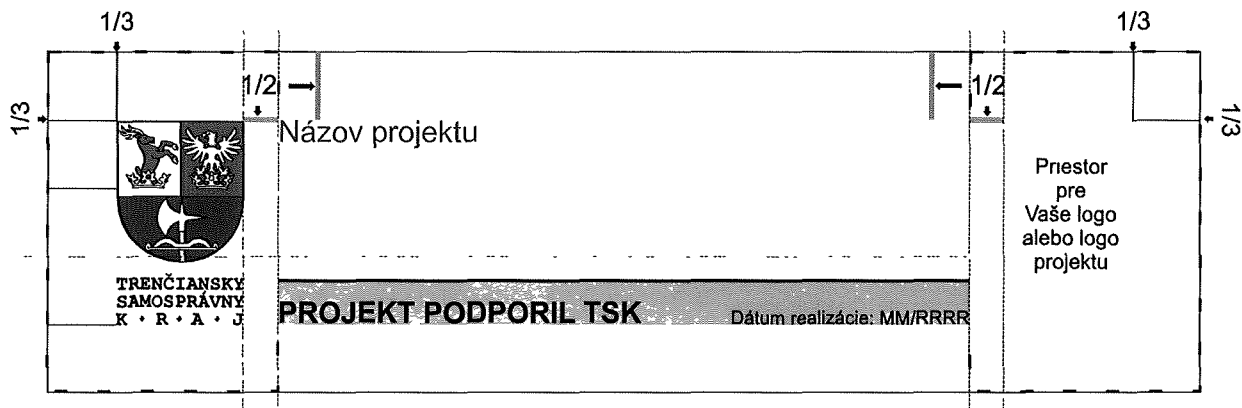 1/3
1/3
1/2
1/2
1/3
1/3
Názov projektu
Priestor
pre
Vaše logo
alebo logo
projektu
TRENČIANSKY
SAMOSPRÁVNY
K • R • A • J
PROJEKT PODPORIL TSK
Dátum realizácie: MM/RRRR